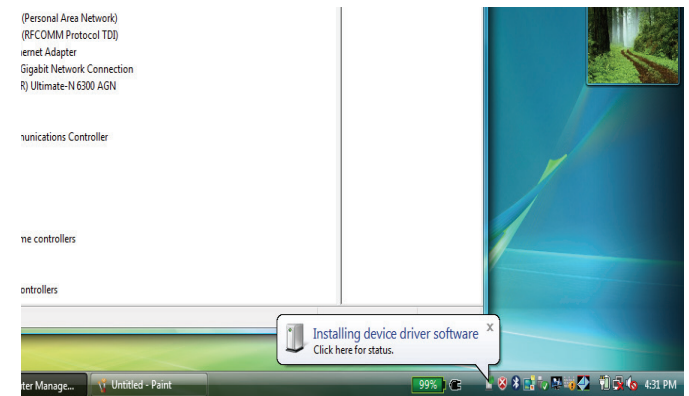 (Personal Area Network)
(RFCOMM Protocol TDI)
ernet Adapter
Gigabit Network Connection
R) Ultimate-N 6300 AGN
nunications Controller
me controllers
ontrollers
Installing device driver software
x
Click here for status.
ter Manage...
Untitled - Paint
99%
4:31 PM